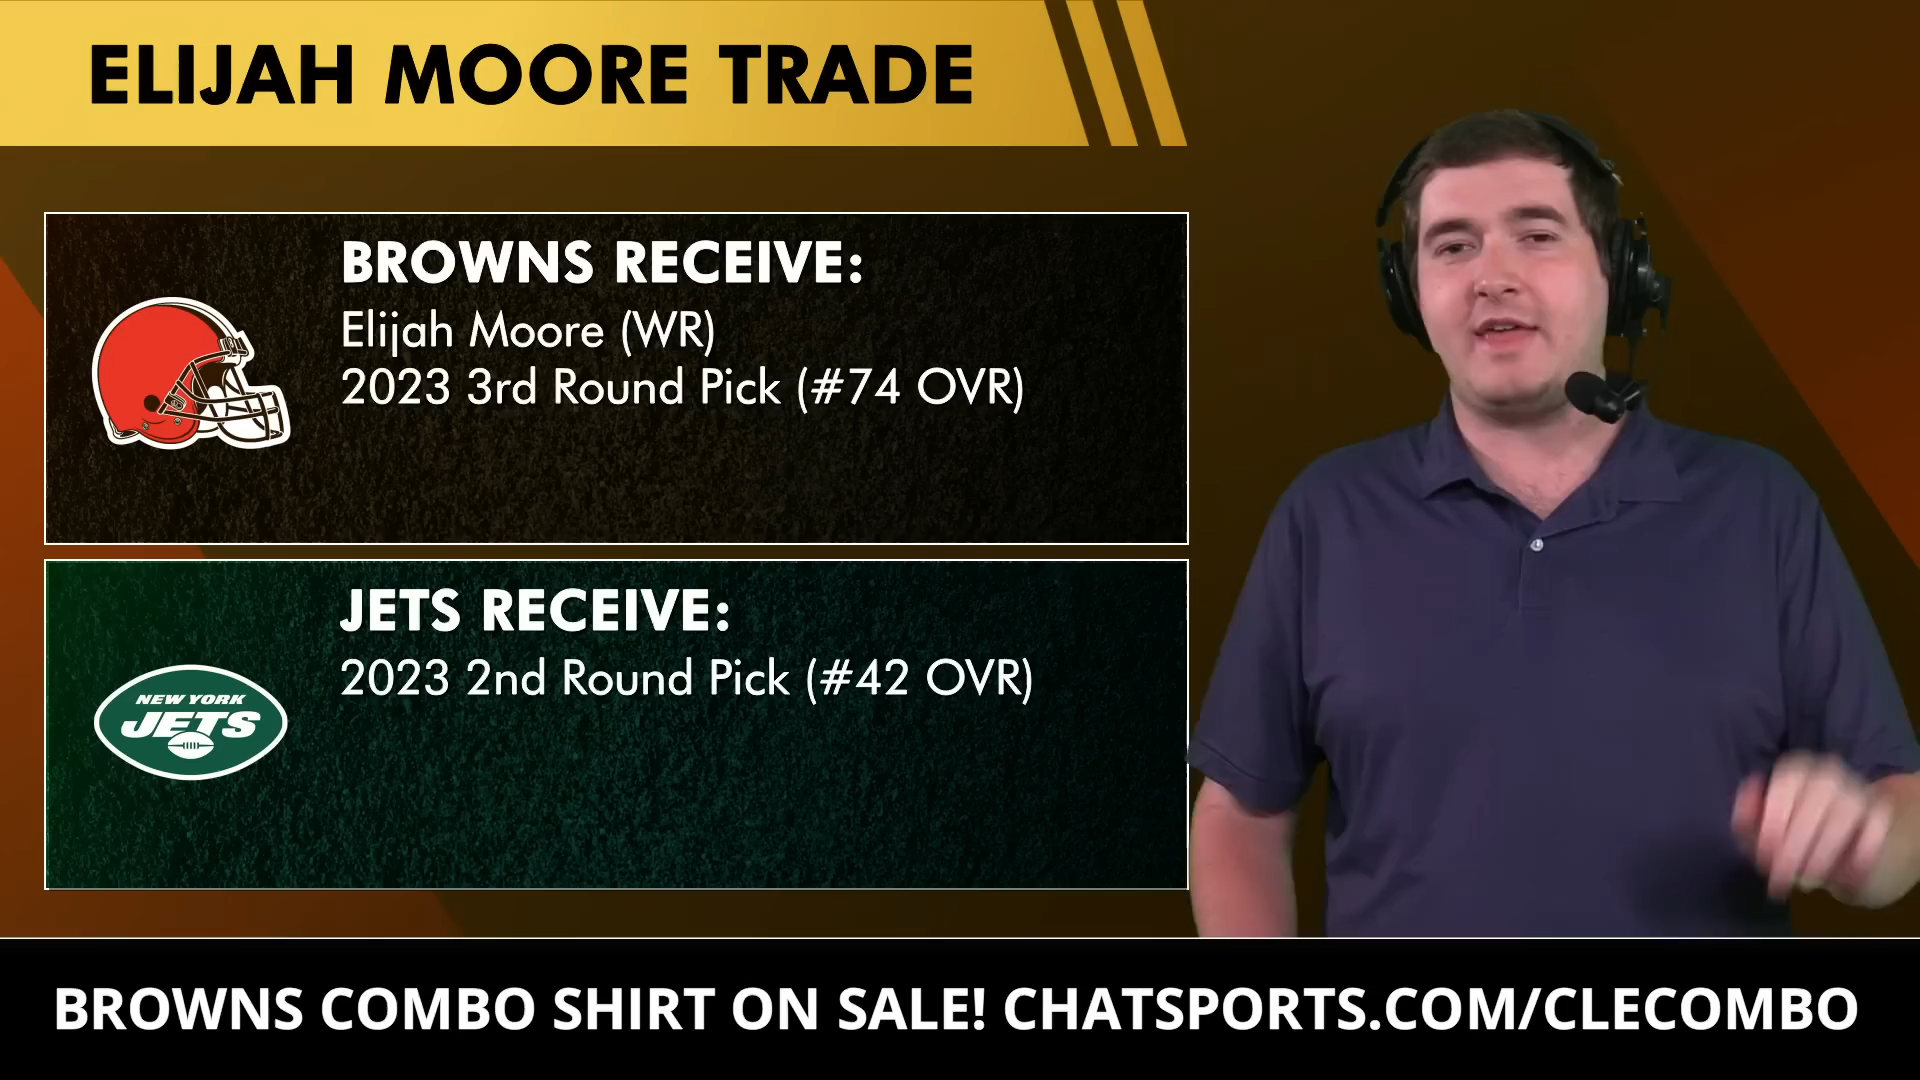 ELIJAH MOORE TRADE
BROWNS RECEIVE:
Elijah Moore (WR)
2023 3rd Round Pick (#74 OVR)
JETS RECEIVE:
2023 2nd Round Pick (#42 OVR)
NEW YORK
JETS
BROWNS COMBO SHIRT ON SALE! CHATSPORTS.COM/CLECOMBO